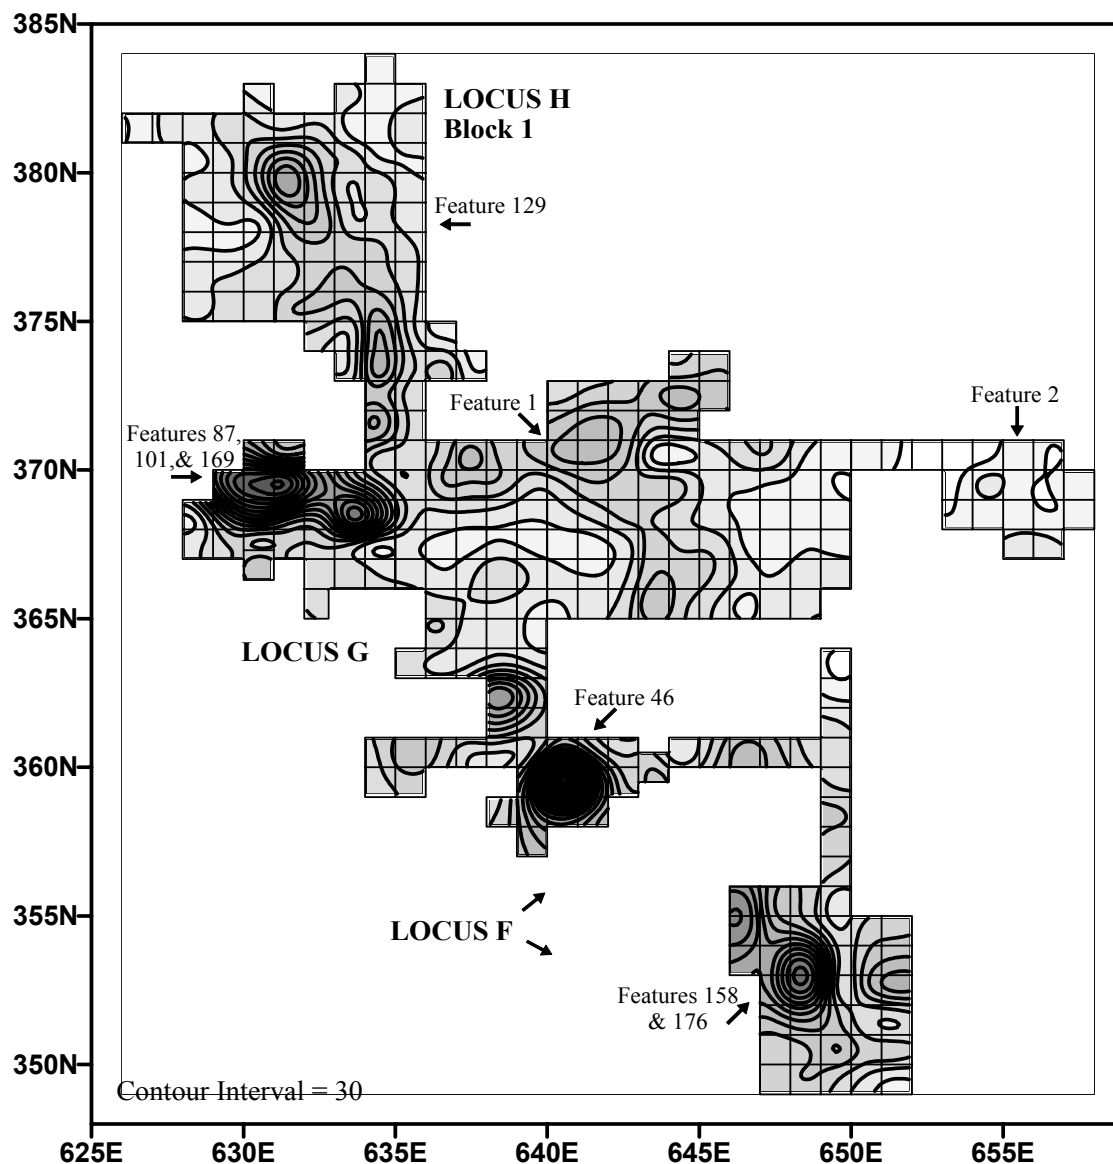 385N
LOCUS H
Block 1
380N
Feature 129
375N
Feature 1
Feature 2
Features 87,
101,& 169
370N
365N
LOCUS G
Feature 46
360N
355N
LOCUS F
Features 158
& 176
350N
Contour Interval = 30
625E
630E
635E
640E
645E
650E
655E